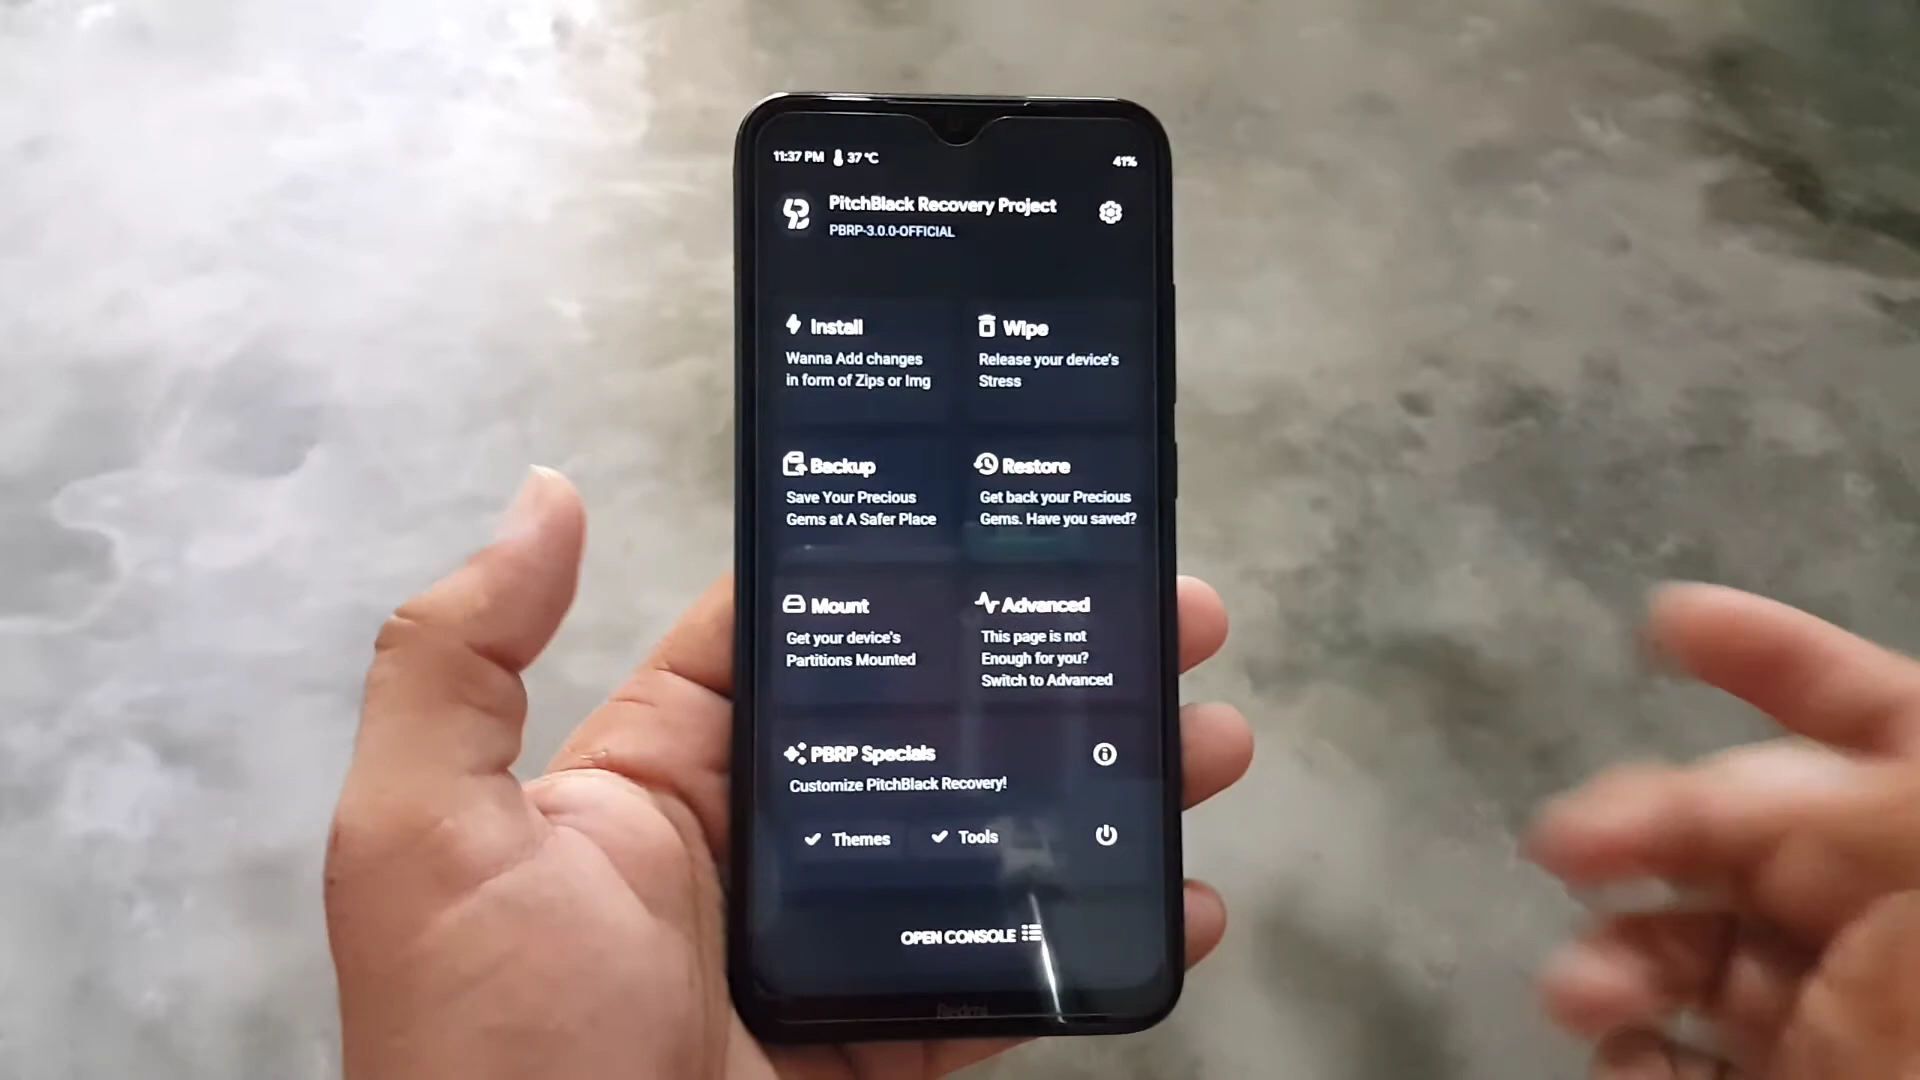 11:37 PM 37 °C 41%
PitchBlack Recovery Project
PBRP-3.0.0-OFFICIAL
Install
Wanna Add changes
in form of Zips or Img
Wipe
Release your device's
Stress
Backup
Save Your Precious
Gems at A Safer Place
Restore
Get back your Precious
Gems. Have you saved?
Mount
Get your device's
Partitions Mounted
Advanced
This page is not
Enough for you?
Switch to Advanced
PBRP Specials
Customize PitchBlack Recovery!
Themes
Tools
OPEN CONSOLE
Redmi